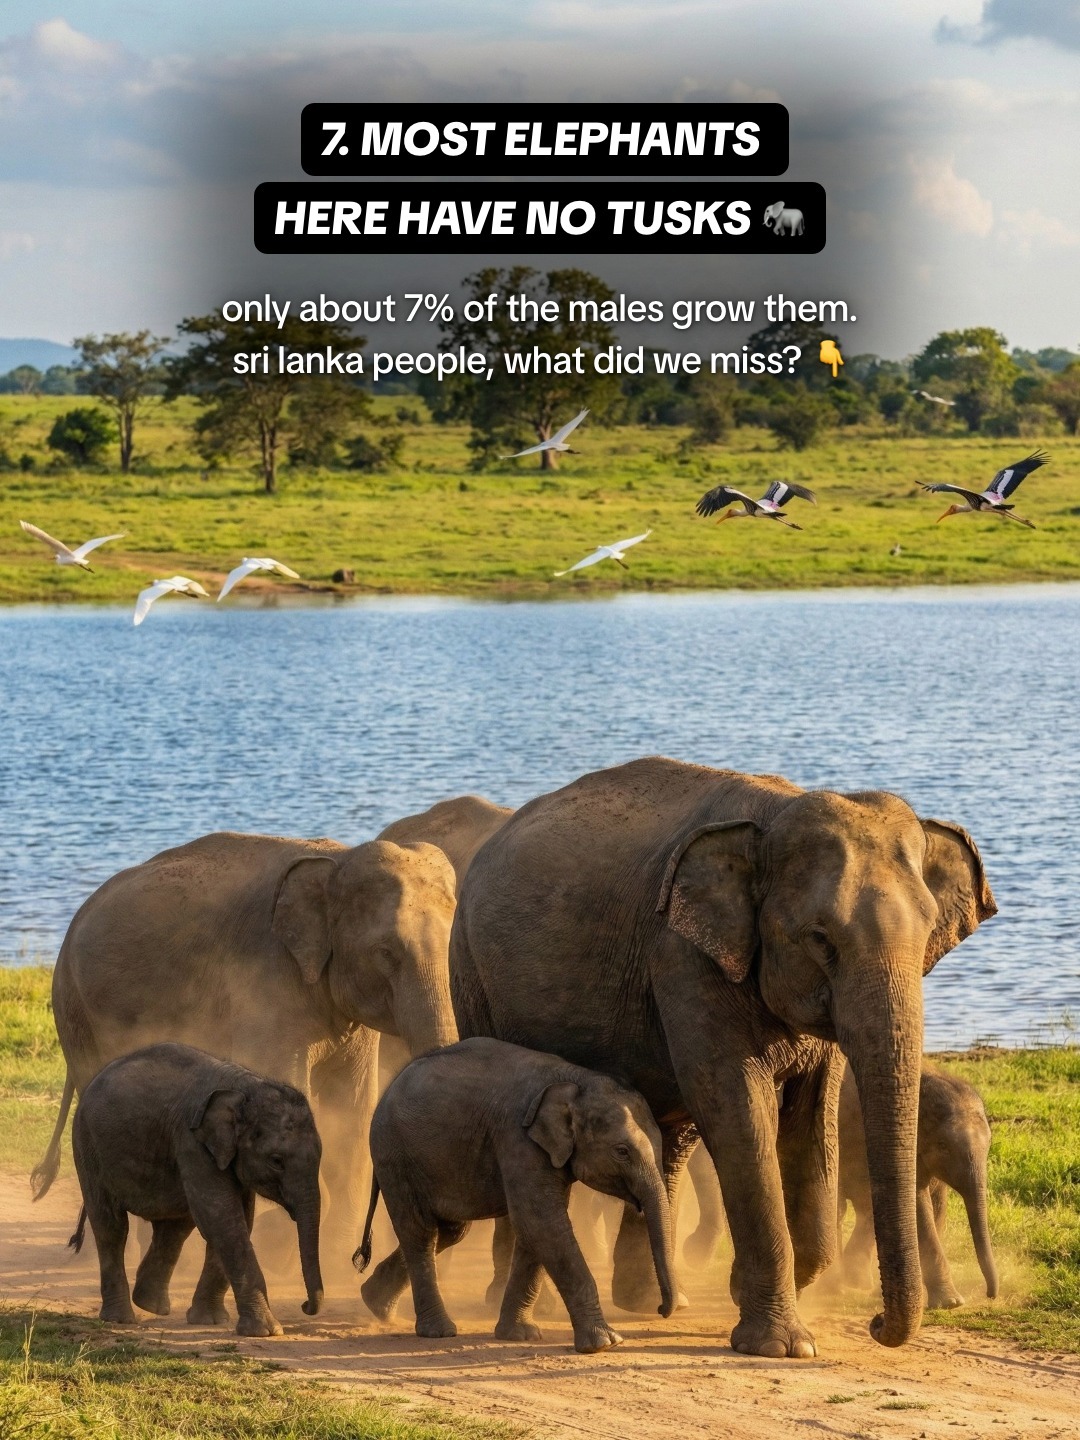 7. MOST ELEPHANTS
HERE HAVE NO TUSKS 🐘
only about 7% of the males grow them.
sri lanka people, what did we miss? 👇